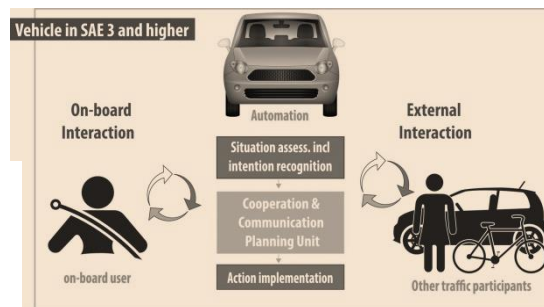 Vehicle in SAE 3 and higher
On-board
Interaction
Automation
External
Interaction
Situation assess. incl
intention recognition
Cooperation &
Communication
Planning Unit
Action implementation
on-board user
Other traffic participants